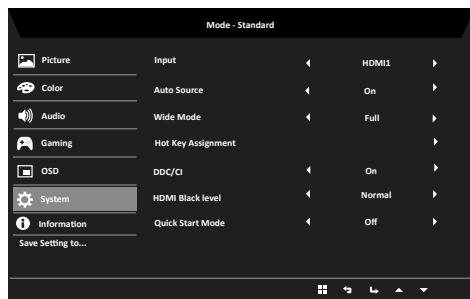 Mode - Standard
Picture
Input HDMI1
Color
Auto Source On
Audio
Wide Mode Full
Gaming
Hot Key Assignment
OSD
DDC/CI On
System
HDMI Black level Normal
Information
Quick Start Mode Off
Save Setting to...